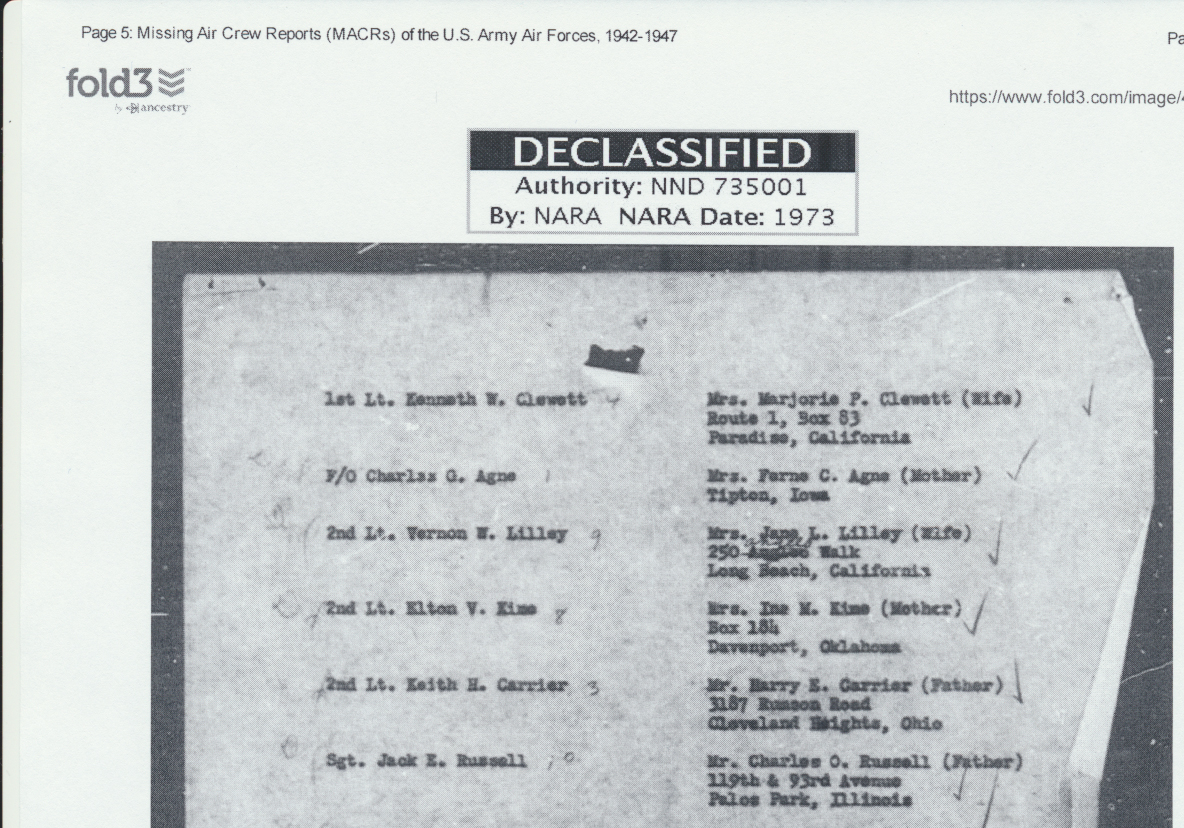 Page 5: Missing Air Crew Reports (MACRs) of the U.S. Army Air Forces, 1942-1947
Pa
fold3
by ancestry
https://www.fold3.com/image/4
DECLASSIFIED
Authority: NND 735001
By: NARA NARA Date: 1973
1st Lt. Kenneth W. Clewett 4
Mrs. Marjorie P. Clewett (Wife)
Route 1, Box 83
Paradise, California
F/O Charles G. Agne 1
Mrs. Ferne C. Agne (Mother)
Tipton, Iowa
2nd Lt. Vernon W. Lilley 9
Mrs. Jane L. Lilley (Wife)
250 Walk
Long Beach, California
2nd Lt. Elton V. Kime 8
Mrs. Ina M. Kime (Mother)
Box 184
Davenport, Oklahoma
2nd Lt. Keith H. Carrier 3
Mr. Harry E. Carrier (Father)
3187 Road
Cleveland Heights, Ohio
Sgt. Jack E. Russell 10
Mr. Charles O. Russell (Father)
119th & 93rd Avenue
Palos Park, Illinois